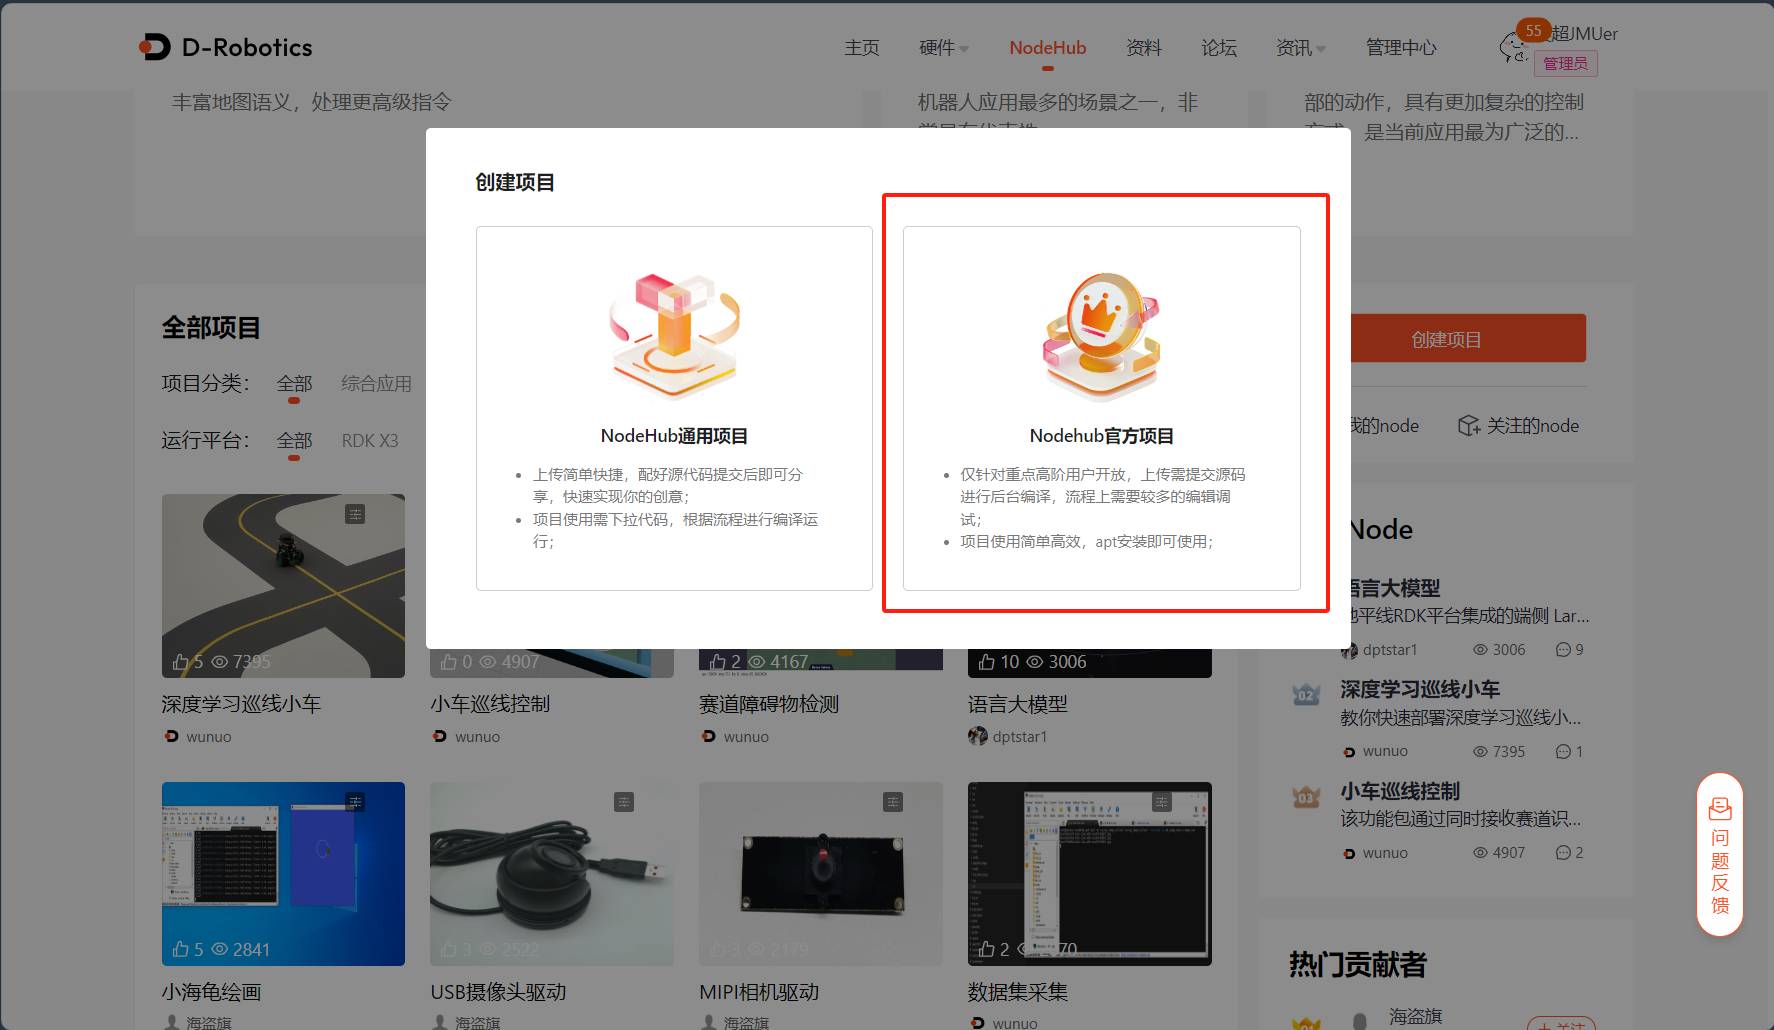 D-Robotics
主页
硬件
NodeHub
资料
论坛
资讯
管理中心
55
超JMUer
管理员
丰富地图语义，处理更高级指令
机器人应用最多的场景之一，非
部的动作，具有更加复杂的控制
是当前应用最为广泛的...
创建项目
NodeHub通用项目
上传简单快捷，配好源代码提交后即可分
享，快速实现你的创意；
项目使用需下拉代码，根据流程进行编译运
行；
Nodehub官方项目
仅针对重点高阶用户开放，上传需提交源码
进行后台编译，流程上需要较多的编辑调
试；
项目使用简单高效，apt安装即可使用；
全部项目
项目分类：
全部
综合应用
运行平台：
全部
RDK X3
创建项目
我的node
关注的node
5
7395
0
4907
2
4167
10
3006
深度学习巡线小车
小车巡线控制
赛道障碍物检测
语言大模型
wunuo
wunuo
wunuo
dptstar1
5
2841
3
2522
3
2179
2
70
小海龟绘画
USB摄像头驱动
MIPI相机驱动
数据集采集
海盗旗
海盗旗
海盗旗
wunuo
Node
语言大模型
地平线RDK平台集成的端侧 Lar...
dptstar1
3006
9
02
深度学习巡线小车
教你快速部署深度学习巡线小...
wunuo
7395
1
03
小车巡线控制
该功能包通过同时接收赛道识...
wunuo
4907
2
热门贡献者
01
海盗旗
+ 关注
问
题
反
馈